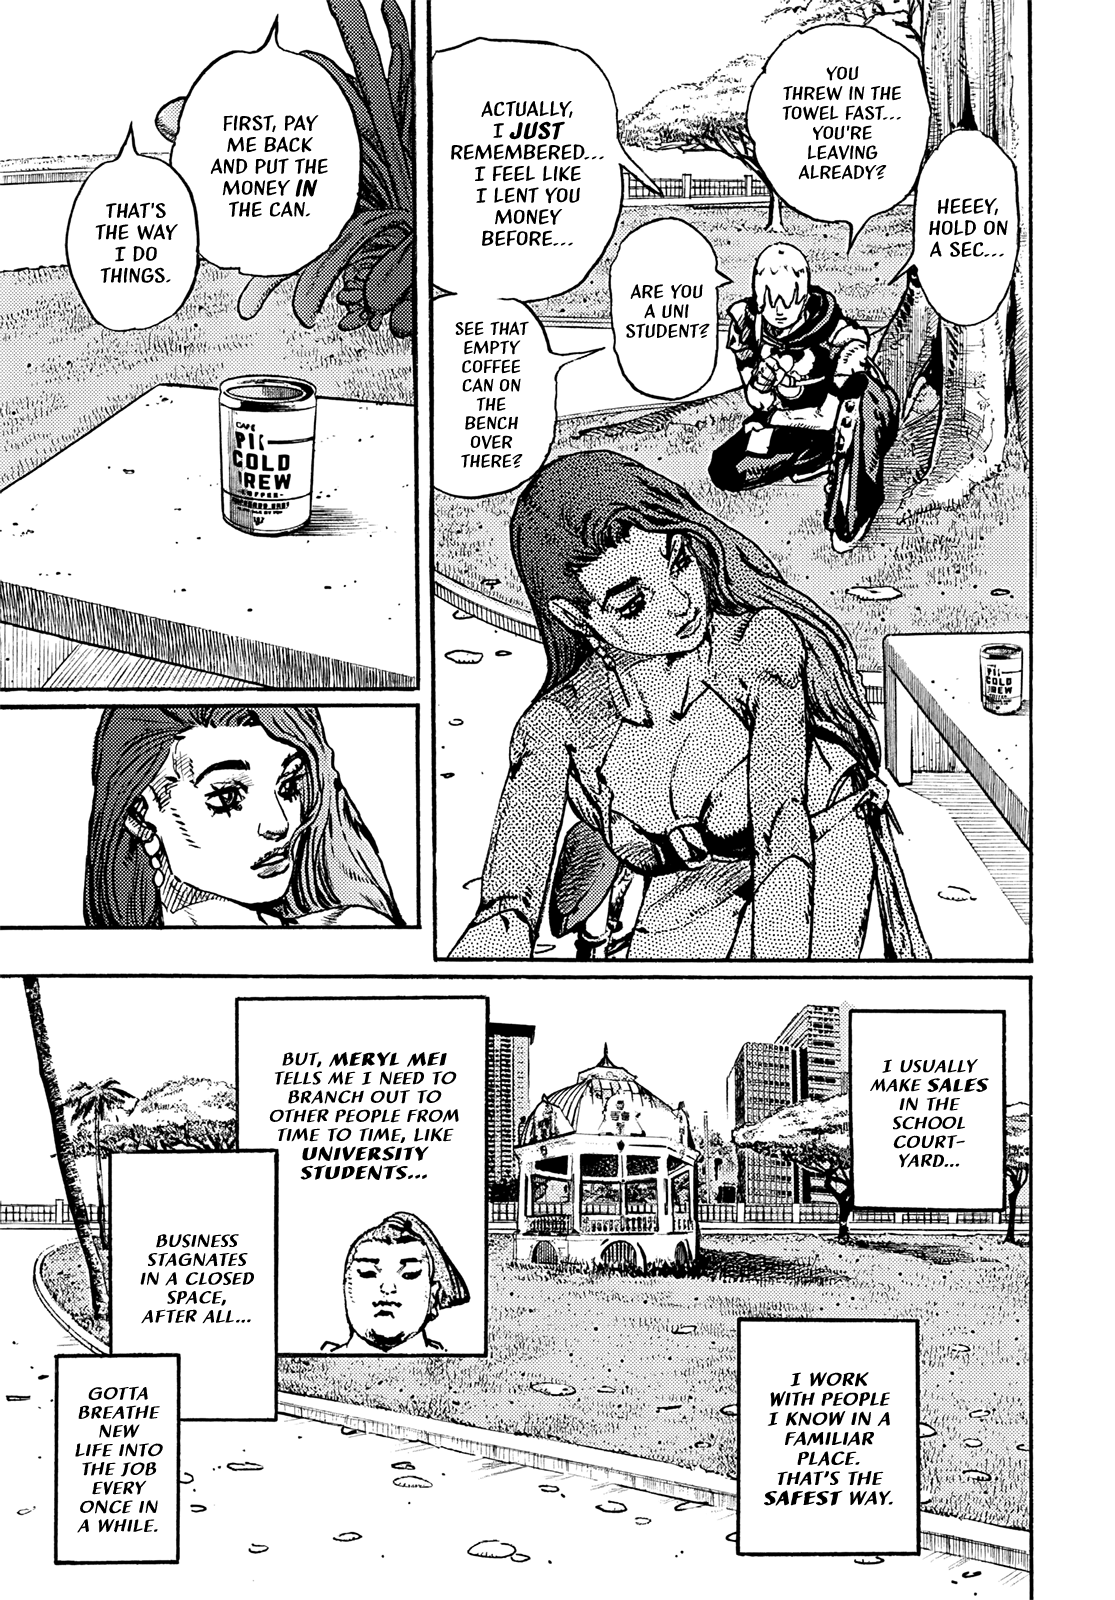 HEEEY,
HOLD ON
A SEC...
YOU
THREW IN THE
TOWEL FAST...
YOU'RE
LEAVING
ALREADY?
ARE YOU
A UNI
STUDENT?
ACTUALLY,
I JUST
REMEMBERED...
I FEEL LIKE
I LENT YOU
MONEY
BEFORE...
SEE THAT
EMPTY
COFFEE
CAN ON
THE
BENCH
OVER
THERE?
COLD
FIRST, PAY
ME BACK
AND PUT THE
MONEY IN
THE CAN.
THAT'S
THE WAY
I DO
THINGS.
CAFE
COLD
COFFEE
I USUALLY
MAKE SALES
IN THE
SCHOOL
COURT-
YARD...
I WORK
WITH PEOPLE
I KNOW IN A
FAMILIAR
PLACE.
THAT'S THE
SAFEST WAY.
BUT, MERYL MEI
TELLS ME I NEED TO
BRANCH OUT TO
OTHER PEOPLE FROM
TIME TO TIME, LIKE
UNIVERSITY
STUDENTS...
BUSINESS
STAGNATES
IN A CLOSED
SPACE,
AFTER ALL...
GOTTA
BREATHE
NEW
LIFE INTO
THE JOB
EVERY
ONCE IN
A WHILE.